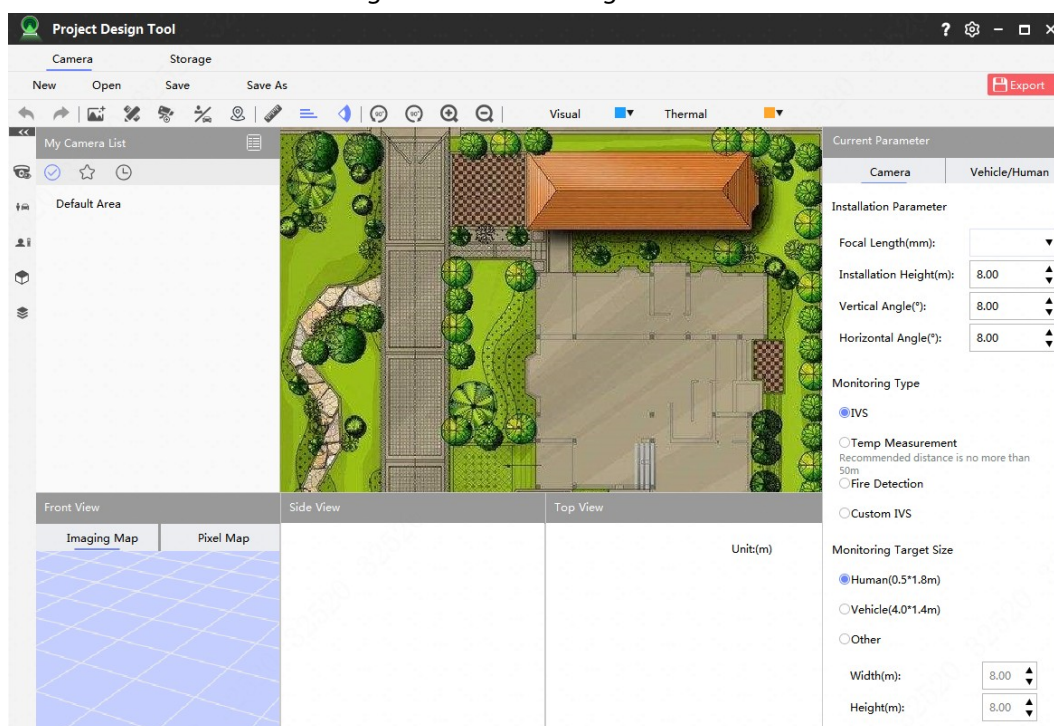 Project Design Tool
?
Camera Storage
New Open Save Save As Export
90° 90° Visual Thermal
My Camera List
Default Area
Current Parameter
Camera Vehicle/Human
Installation Parameter
Focal Length(mm):
Installation Height(m): 8.00
Vertical Angle(°): 8.00
Horizontal Angle(°): 8.00
Monitoring Type
IVS
Temp Measurement
Recommended distance is no more than
50m
Fire Detection
Custom IVS
Monitoring Target Size
Human(0.5*1.8m)
Vehicle(4.0*1.4m)
Other
Width(m): 8.00
Height(m): 8.00
Front View Side View Top View
Imaging Map Pixel Map
Unit:(m)